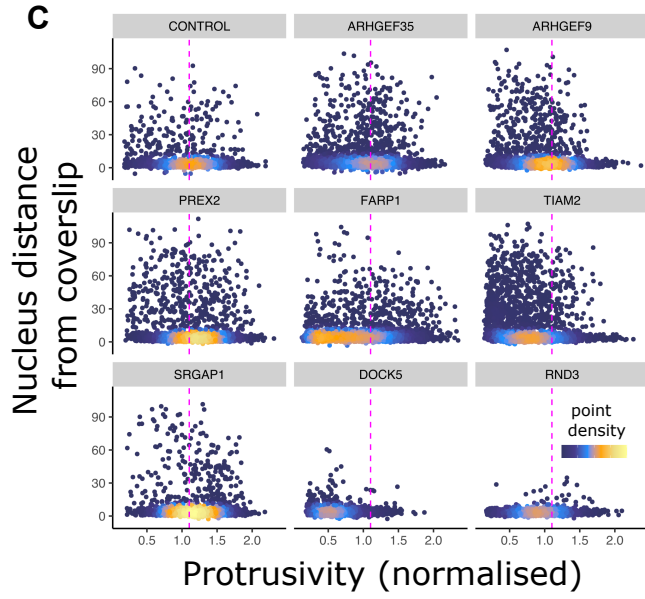 C
CONTROL ARHGEF35 ARHGEF9
90
60
30
0
PREX2 FARP1 TIAM2
90
60
30
0
SRGAP1 DOCK5 RND3
90
60
30
0
point
density
0.5 1.0 1.5 2.0 0.5 1.0 1.5 2.0 0.5 1.0 1.5 2.0
Nucleus distance
from coverslip
Protrusivity (normalised)